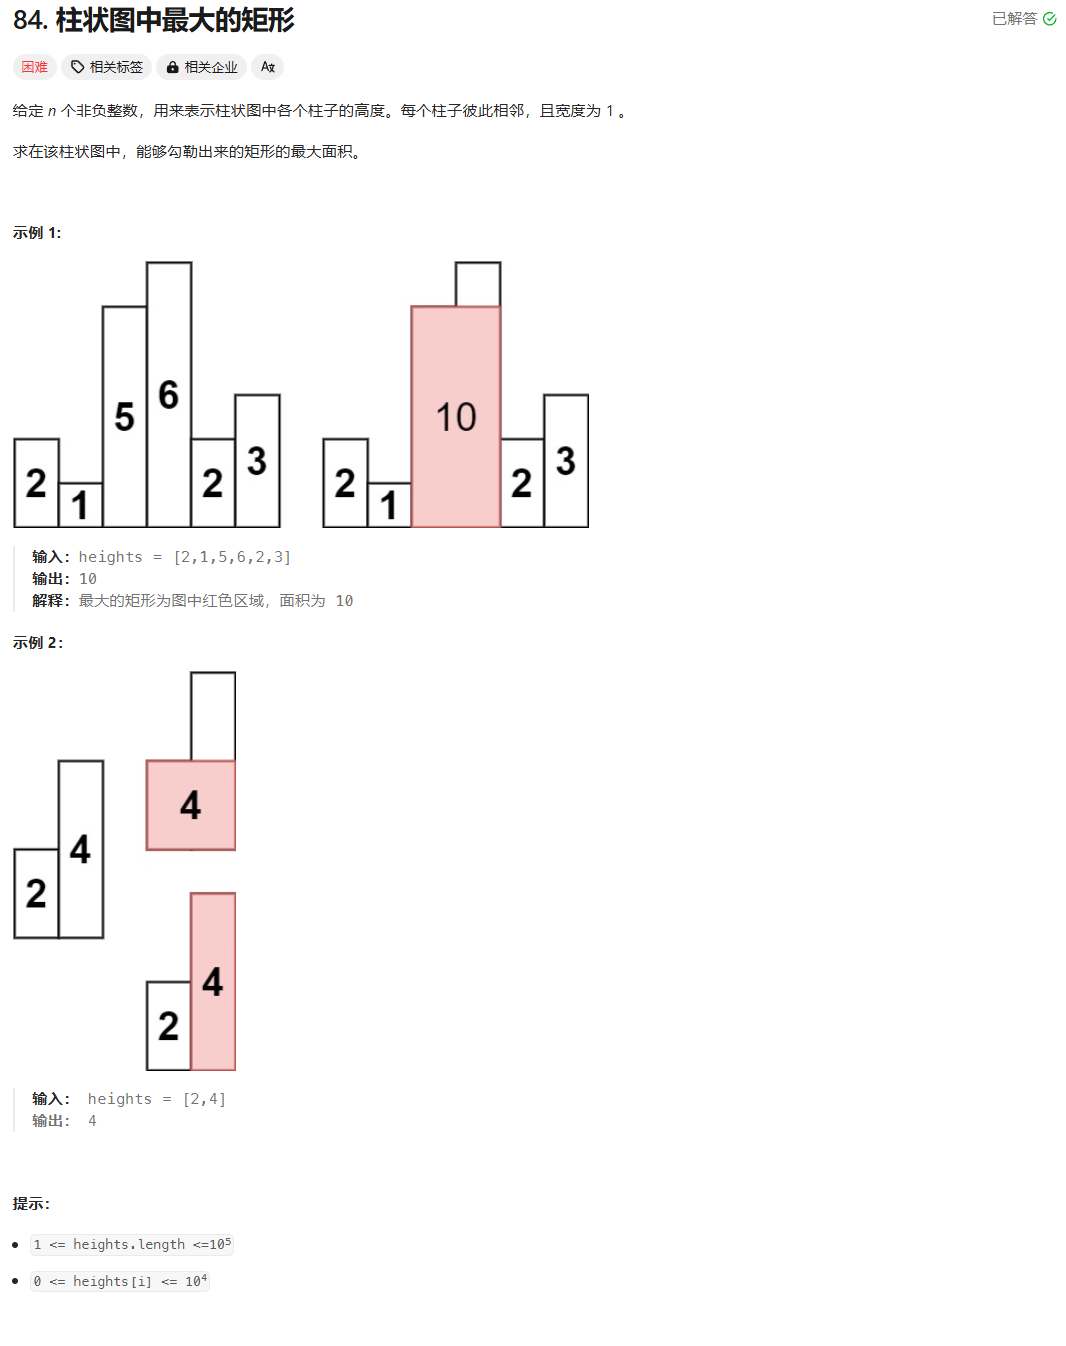 84. 柱状图中最大的矩形
已解答
困难 相关标签 相关企业 Aあ
给定 n 个非负整数，用来表示柱状图中各个柱子的高度。每个柱子彼此相邻，且宽度为 1 。
求在该柱状图中，能够勾勒出来的矩形的最大面积。
示例 1:
2 1 5 6 2 3
2 1 10 2 3
输入：heights = [2,1,5,6,2,3]
输出：10
解释：最大的矩形为图中红色区域，面积为 10
示例 2：
2 4
4
2 4
输入： heights = [2,4]
输出： 4
提示：
1 <= heights.length <=10⁵
0 <= heights[i] <= 10⁴